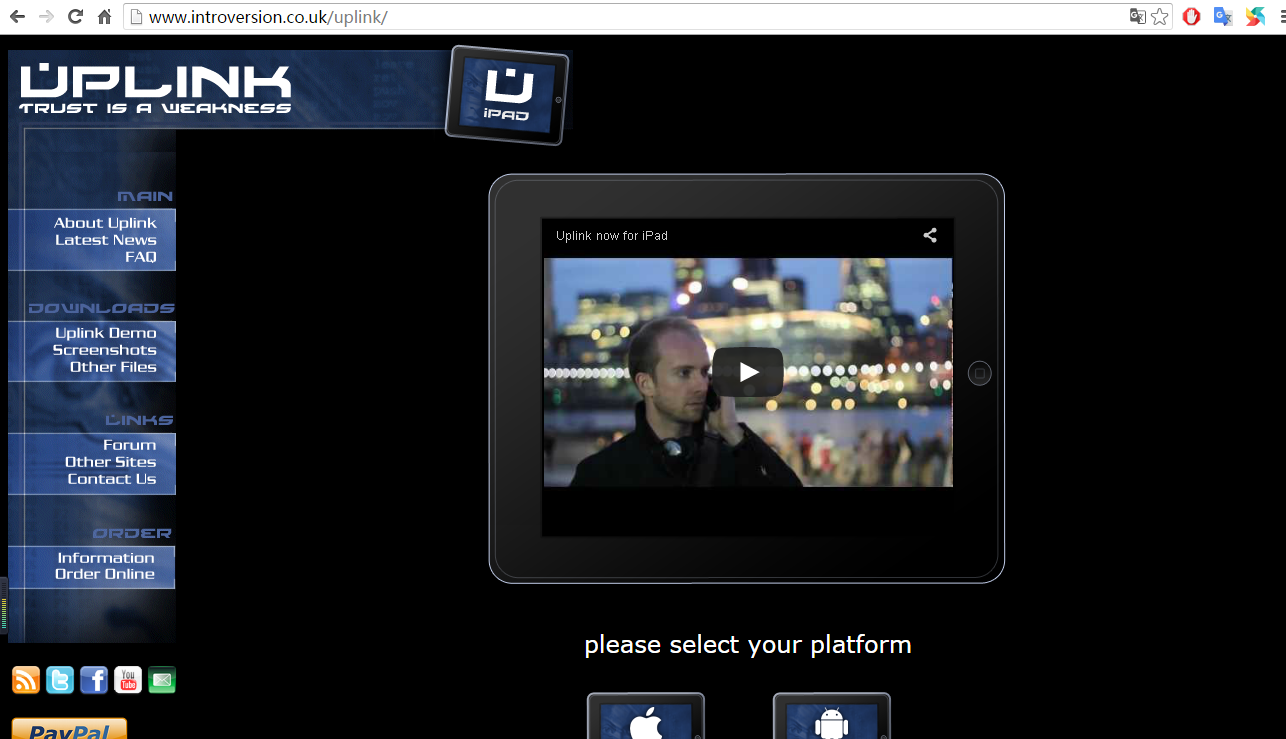 www.introversion.co.uk/uplink/
UPLINK
TRUST IS A WEAKNESS
U
iPAD
MAIN
About Uplink
Latest News
FAQ
DOWNLOADS
Uplink Demo
Screenshots
Other Files
LINKS
Forum
Other Sites
Contact Us
ORDER
Information
Order Online
Uplink now for iPad
please select your platform
You
Tube
PayPal